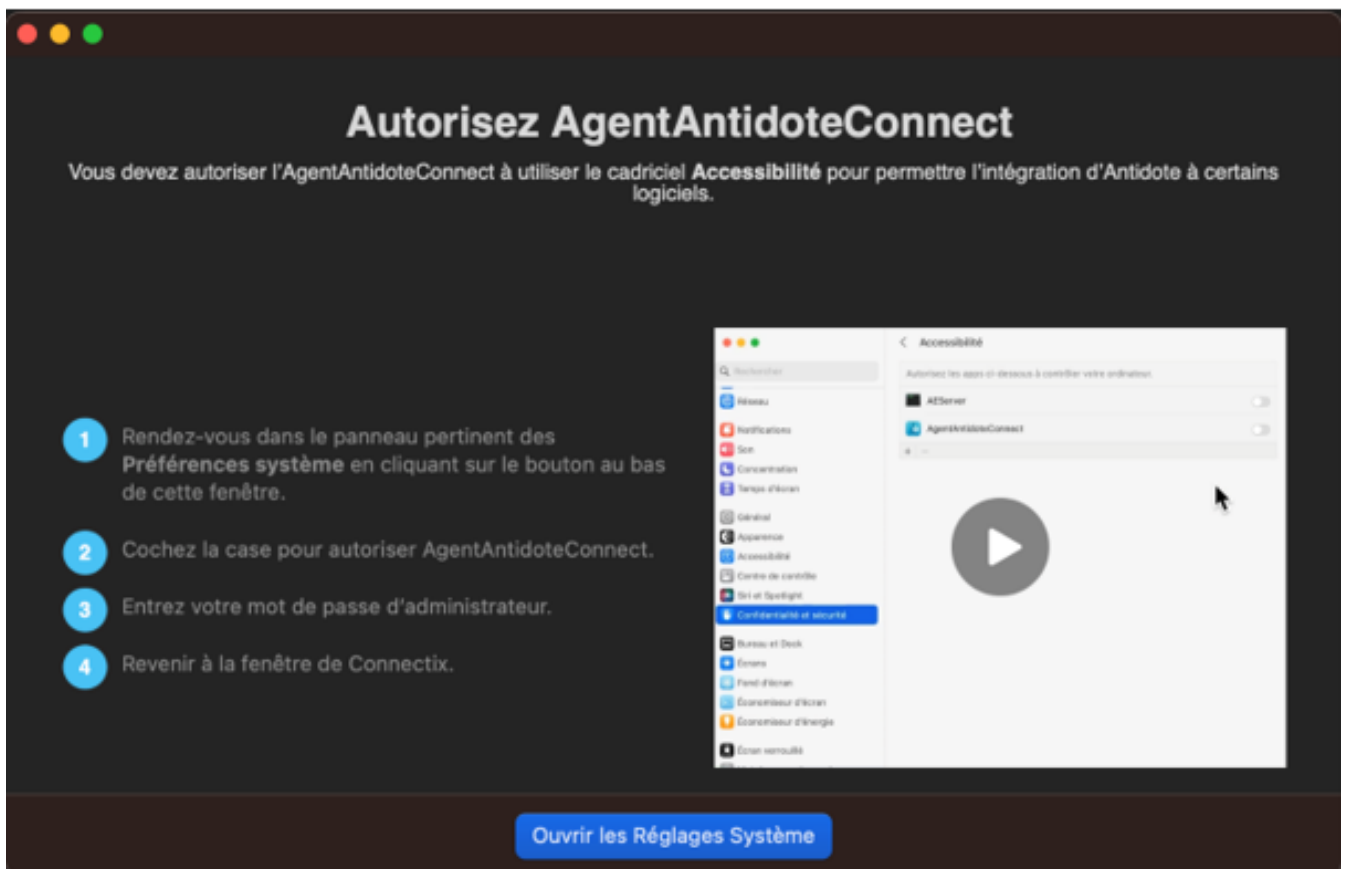 Autorisez AgentAntidoteConnect
Vous devez autoriser l'AgentAntidoteConnect à utiliser le cadriciel Accessibilité pour permettre l'intégration d'Antidote à certains
logiciels.
1 Rendez-vous dans le panneau pertinent des
Préférences système en cliquant sur le bouton au bas
de cette fenêtre.
2 Cochez la case pour autoriser AgentAntidoteConnect.
3 Entrez votre mot de passe d'administrateur.
4 Revenir à la fenêtre de Connectix.
Accessibilité
Rechercher
Autorisez les apps ci-dessous à contrôler votre ordinateur.
Réseau
AEServer
Notifications
AgentAntidoteConnect
Son
Concentration
Temps d'écran
Général
Apparence
Accessibilité
Centre de contrôle
Siri et Spotlight
Confidentialité et sécurité
Bureau et Dock
Écrans
Fond d'écran
Économiseur d'écran
Économiseur d'énergie
Écran verrouillé
Ouvrir les Réglages Système